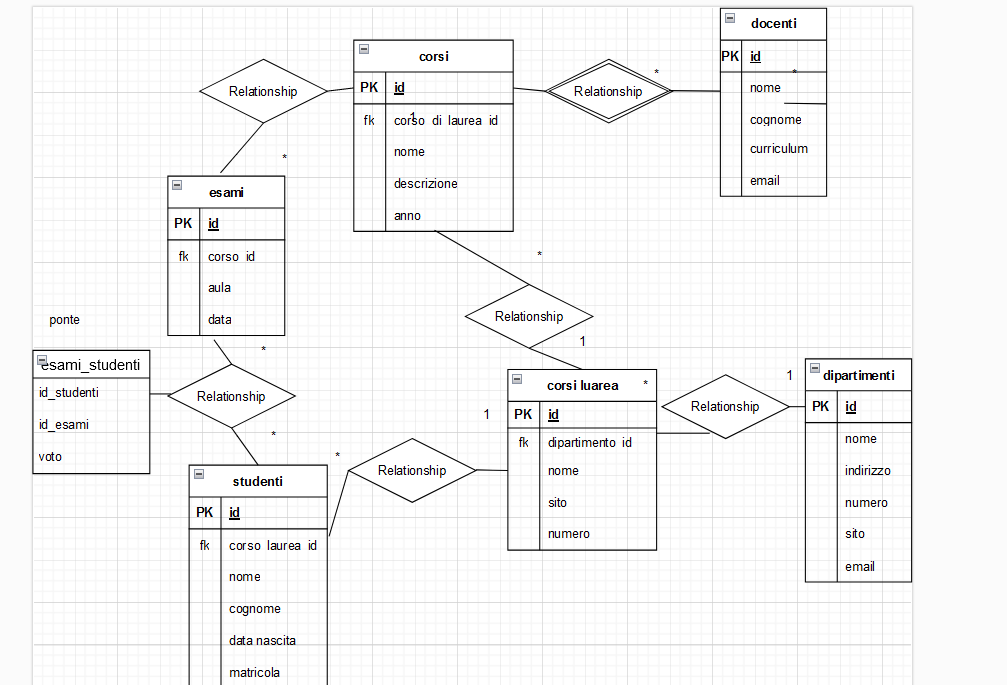 docenti
PK id
*
*
nome
cognome
curriculum
email
corsi
PK id
1
fk corso di laurea id
nome
descrizione
anno
Relationship
Relationship
*
esami
PK id
fk corso id
aula
data
*
Relationship
1
ponte
esami_studenti
id_studenti
id_esami
voto
*
Relationship
*
corsi luarea *
PK id
fk dipartimento id
nome
sito
numero
1
Relationship
1
dipartimenti
PK id
nome
indirizzo
numero
sito
email
*
Relationship
studenti
PK id
fk corso laurea id
nome
cognome
data nascita
matricola